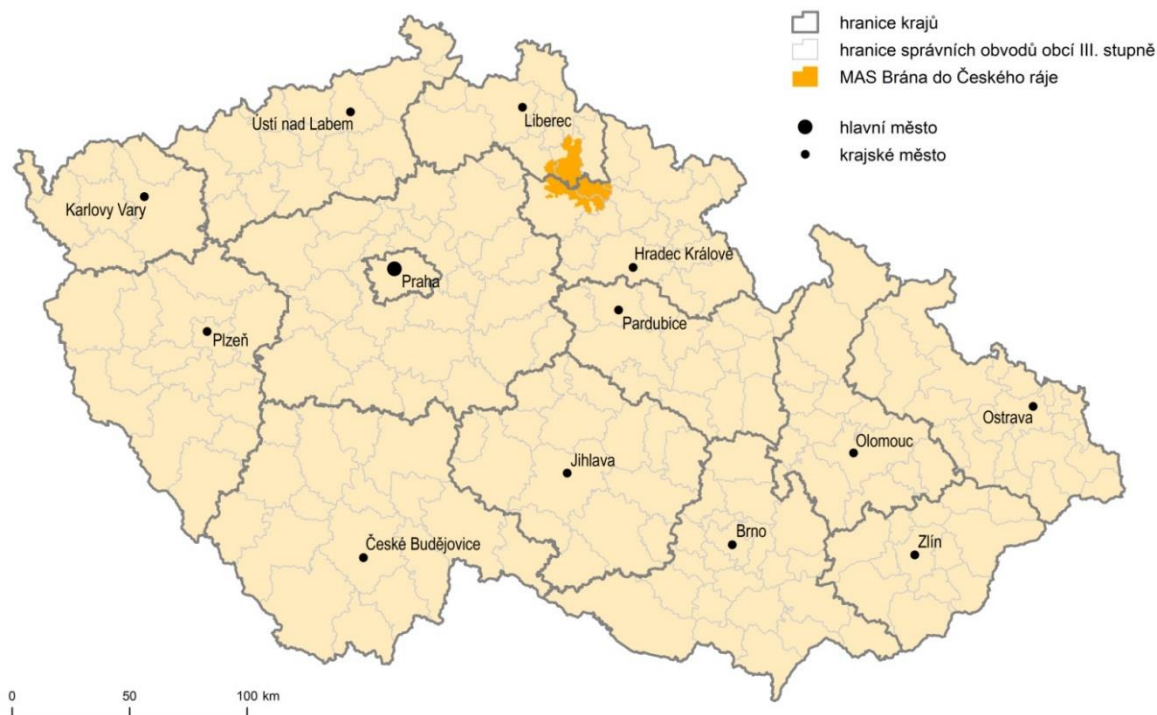 hranice krajů
hranice správních obvodů obcí III. stupně
MAS Brána do Českého ráje
hlavní město
krajské město
Ústí nad Labem
Liberec
Karlovy Vary
Praha
Hradec Králové
Pardubice
Plzeň
Ostrava
Olomouc
Jihlava
České Budějovice
Brno
Zlín
0 50 100 km